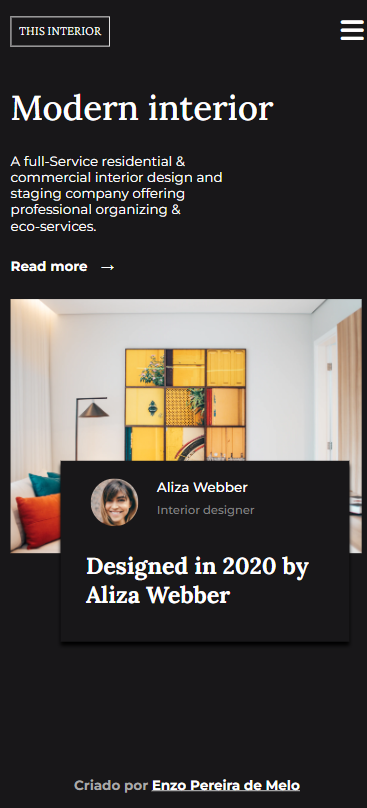 THIS INTERIOR
Modern interior
A full-Service residential &
commercial interior design and
staging company offering
professional organizing &
eco-services.
Read more →
Aliza Webber
Interior designer
Designed in 2020 by
Aliza Webber
Criado por Enzo Pereira de Melo